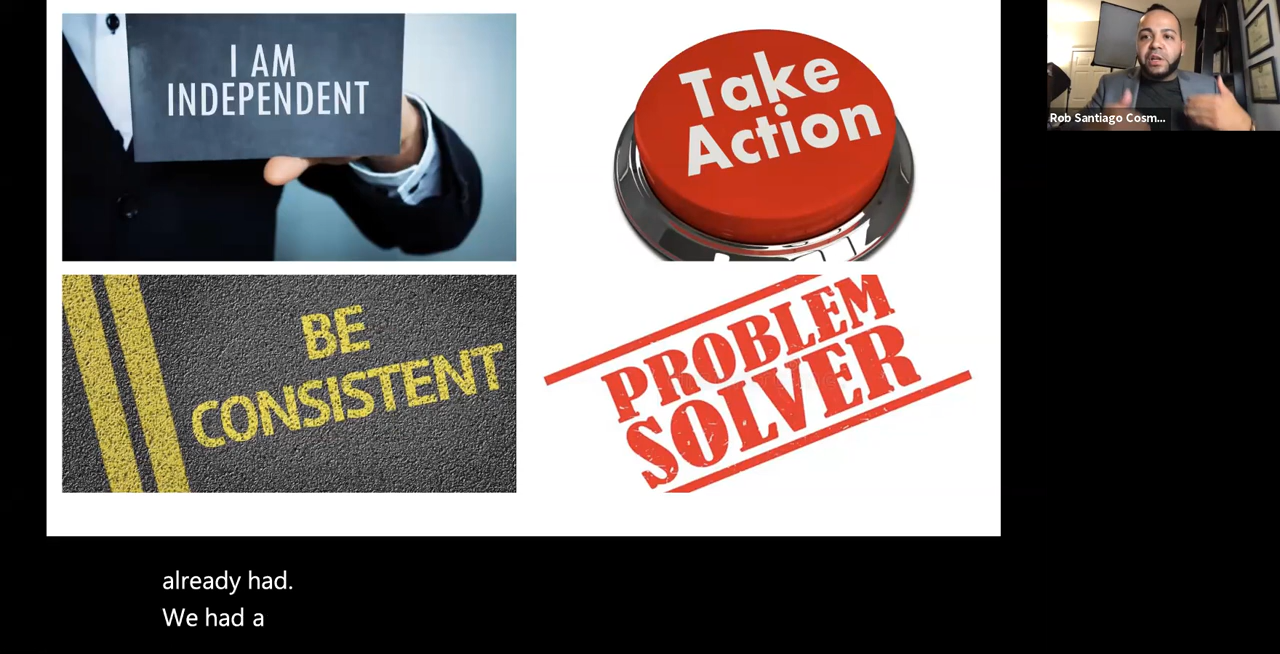 I AM
INDEPENDENT
Take
Action
Rob Santiago Cosm...
BE
CONSISTENT
PROBLEM
SOLVER
already had.
We had a